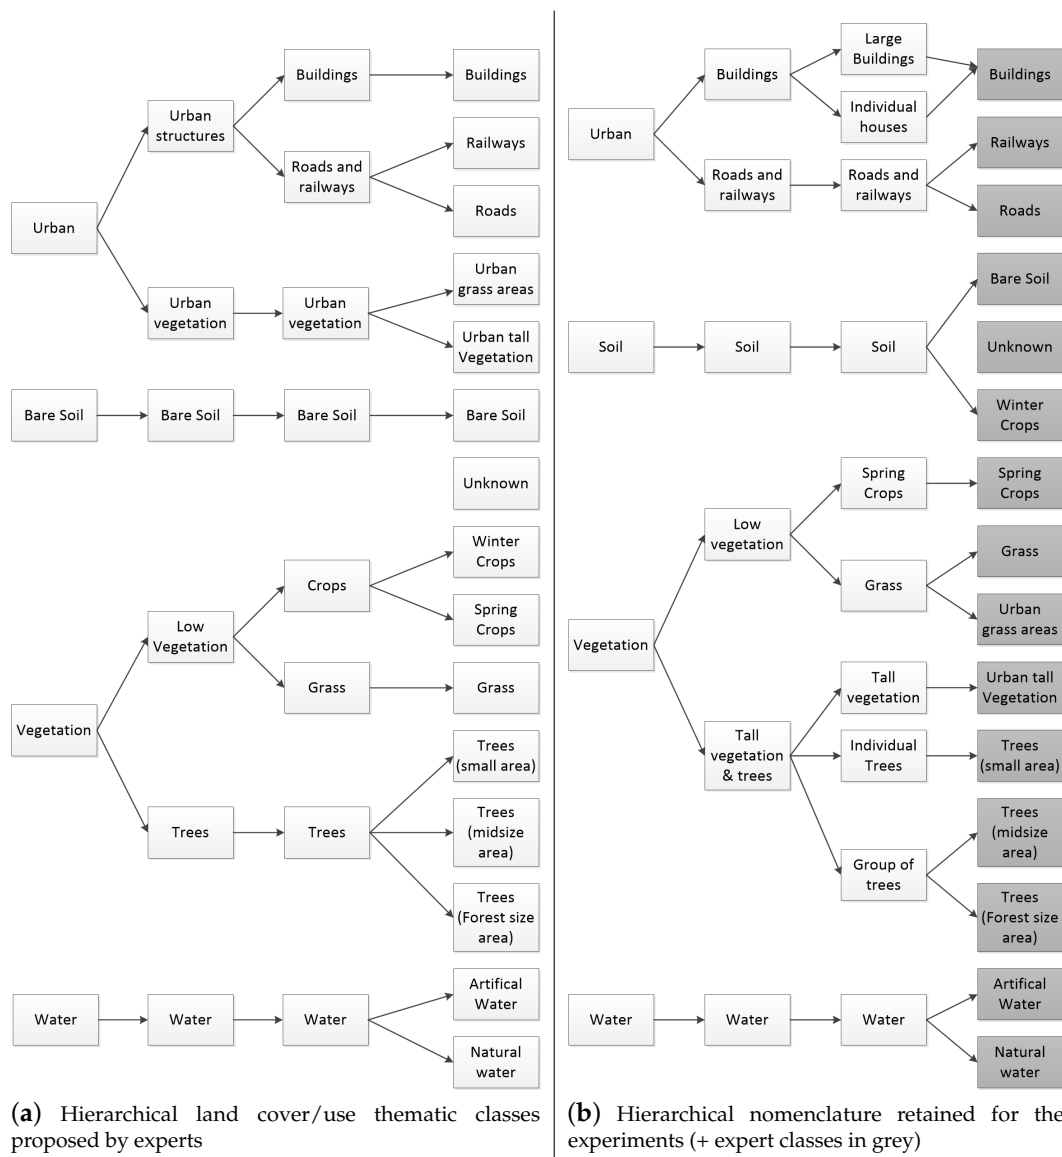 Buildings
Buildings
Urban
structures
Railways
Roads and
railways
Roads
Urban
Urban
grass areas
Urban
vegetation
Urban
vegetation
Urban tall
Vegetation
Bare Soil
Bare Soil
Bare Soil
Bare Soil
Unknown
Winter
Crops
Crops
Low
Vegetation
Spring
Crops
Grass
Grass
Vegetation
Trees
(small area)
Trees
Trees
Trees
(midsize
area)
Trees
(Forest size
area)
Artifical
Water
Water
Water
Water
Natural
water
(a) Hierarchical land cover/use thematic classes
proposed by experts
Large
Buildings
Buildings
Buildings
Individual
houses
Urban
Railways
Roads and
railways
Roads and
railways
Roads
Bare Soil
Soil
Soil
Soil
Unknown
Winter
Crops
Spring
Crops
Spring
Crops
Low
vegetation
Grass
Grass
Urban
grass areas
Vegetation
Tall
vegetation
Urban tall
Vegetation
Tall
vegetation
& trees
Individual
Trees
Trees
(small area)
Trees
(midsize
area)
Group of
trees
Trees
(Forest size
area)
Artifical
Water
Water
Water
Water
Natural
water
(b) Hierarchical nomenclature retained for the
experiments (+ expert classes in grey)